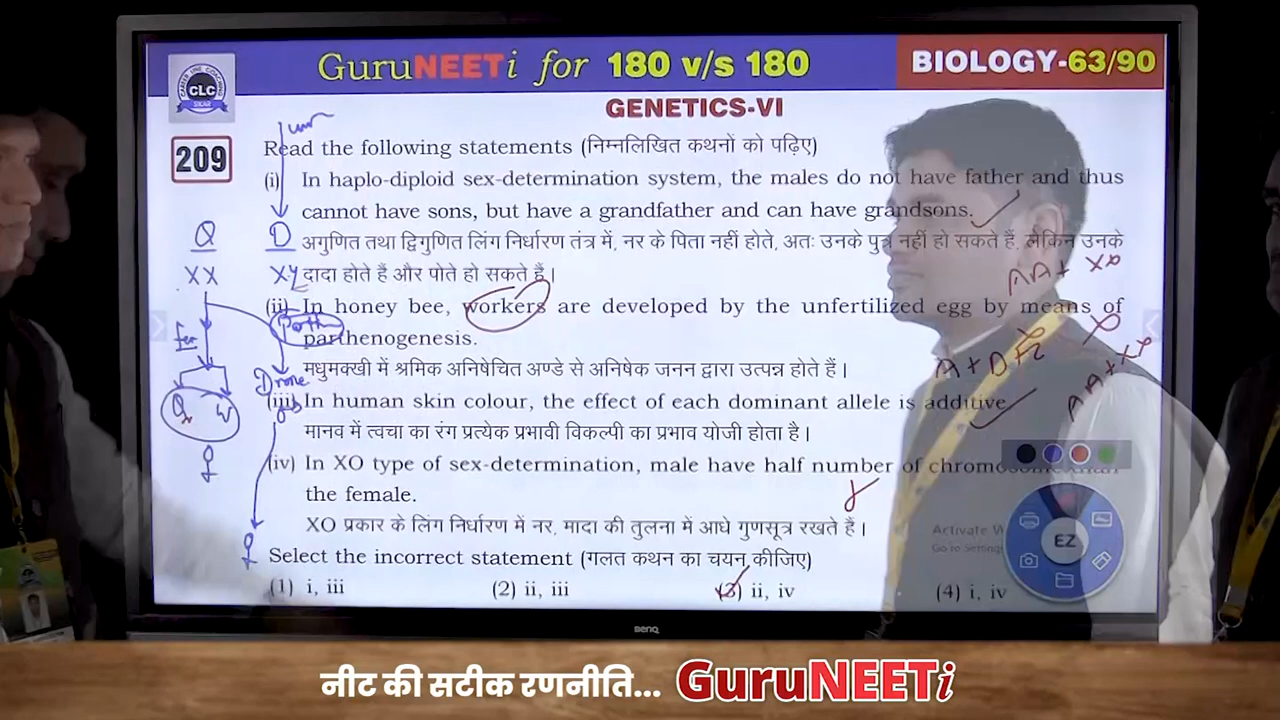 GuruNEETi for 180 v/s 180
BIOLOGY-63/90
CLC
SIKAR
GENETICS-VI
209
Read the following statements (निम्नलिखित कथनों को पढ़िए)
(i) In haplo-diploid sex-determination system, the males do not have father and thus
cannot have sons, but have a grandfather and can have grandsons.
अगुणित तथा द्विगुणित लिंग निर्धारण तंत्र में, नर के पिता नहीं होते, अतः उनके पुत्र नहीं हो सकते हैं, लेकिन उनके
दादा होते हैं और पोते हो सकते हैं।
(ii) In honey bee, workers are developed by the unfertilized egg by means of
parthenogenesis.
मधुमक्खी में श्रमिक अनिषेचित अण्डे से अनिषेक जनन द्वारा उत्पन्न होते हैं।
(iii) In human skin colour, the effect of each dominant allele is additive
मानव में त्वचा का रंग प्रत्येक प्रभावी विकल्पी का प्रभाव योजी होता है।
(iv) In XO type of sex-determination, male have half number of chromosome than
the female.
XO प्रकार के लिंग निर्धारण में नर, मादा की तुलना में आधे गुणसूत्र रखते हैं।
Select the incorrect statement (गलत कथन का चयन कीजिए)
(1) i, iii (2) ii, iii (3) ii, iv (4) i, iv
XX
XY
Drone
EZ
BenQ
नीट की सटीक रणनीति... GuruNEETi